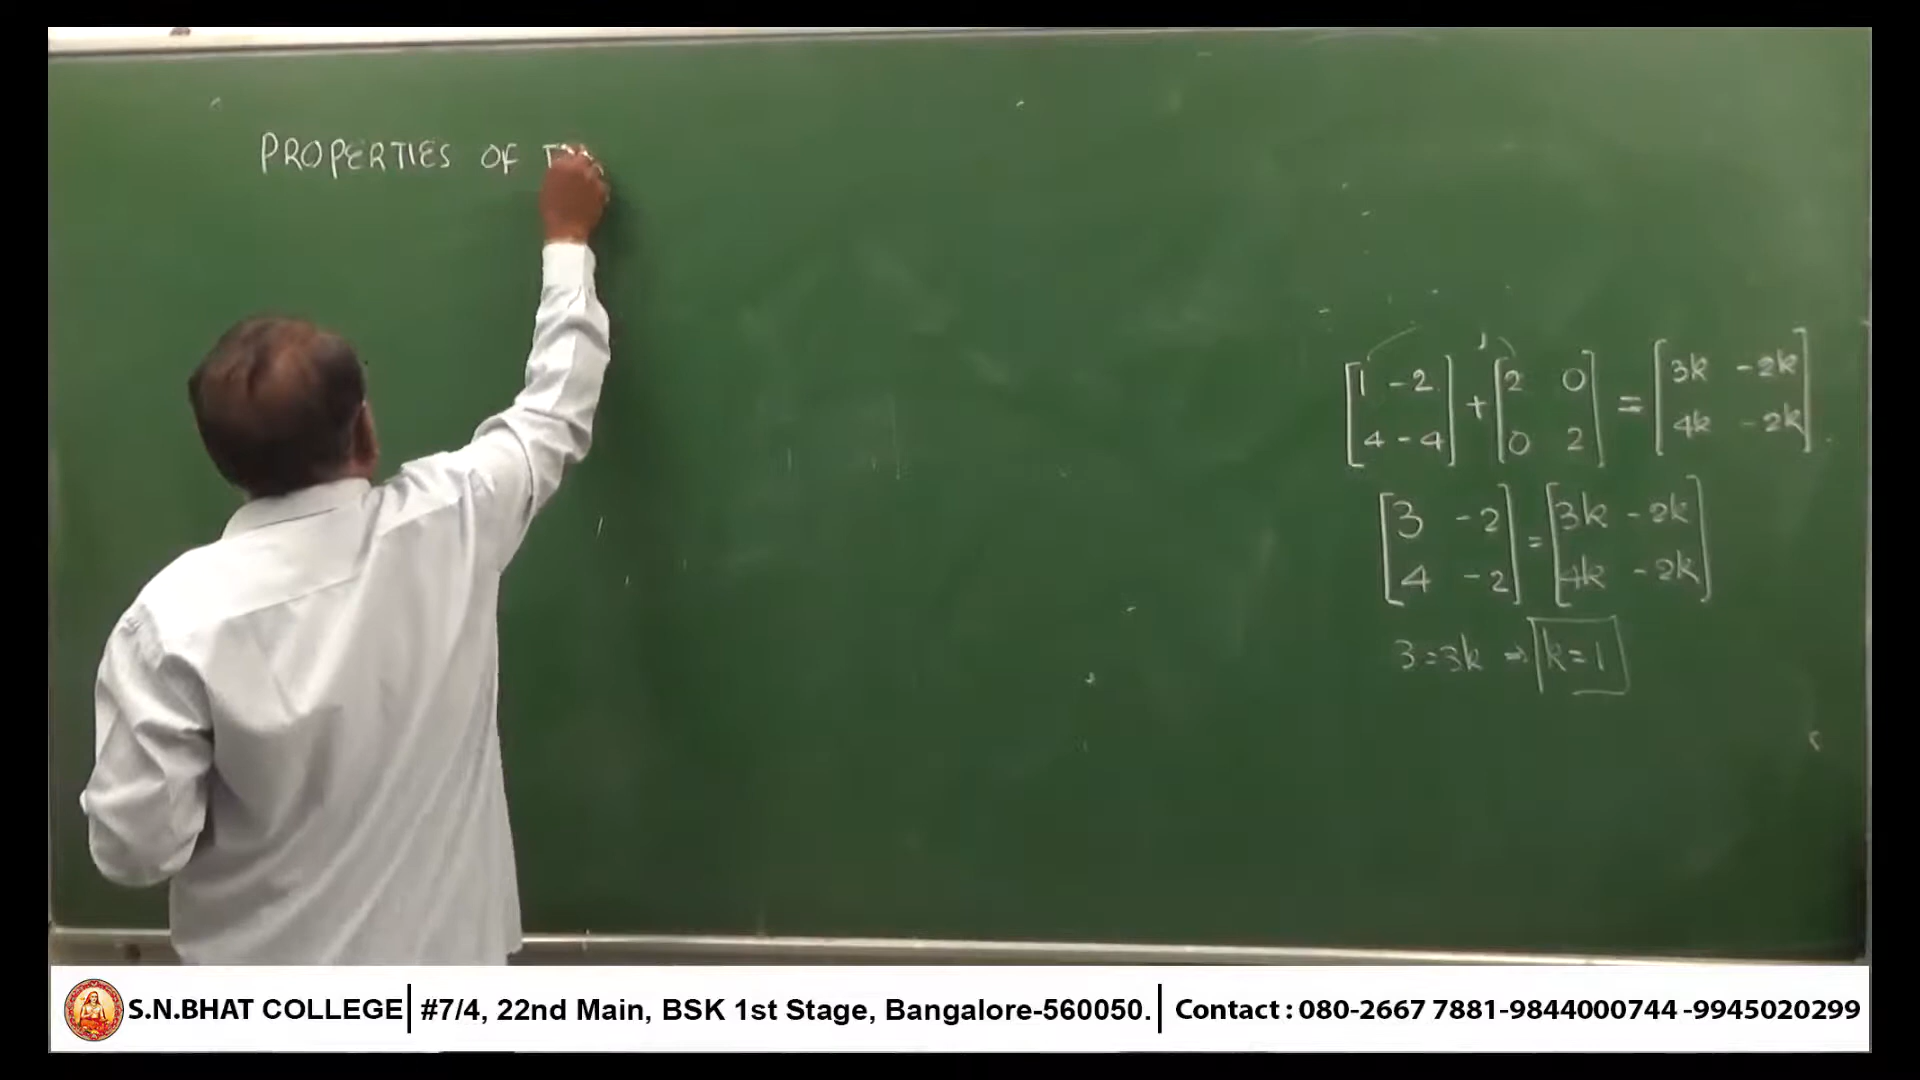 PROPERTIES OF
[1 -2 4 -4] + [2 0 0 2] = [3k -2k 4k -2k]
[3 -2 4 -2] = [3k -2k 4k -2k]
3=3k ⇒ k=1
S.N.BHAT COLLEGE | #7/4, 22nd Main, BSK 1st Stage, Bangalore-560050. | Contact : 080-2667 7881-9844000744 -9945020299